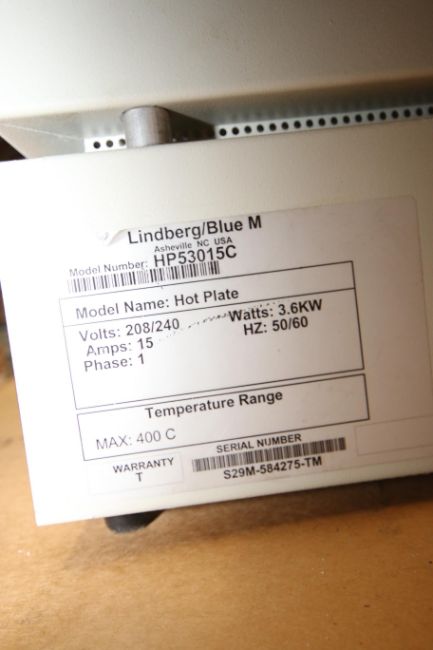 Lindberg/Blue M
Asheville NC USA
Model Number: HP53015C
Model Name: Hot Plate
Volts: 208/240 Watts: 3.6KW
Amps: 15 HZ: 50/60
Phase: 1
Temperature Range
MAX: 400 C
WARRANTY
T
SERIAL NUMBER
S29M-584275-TM